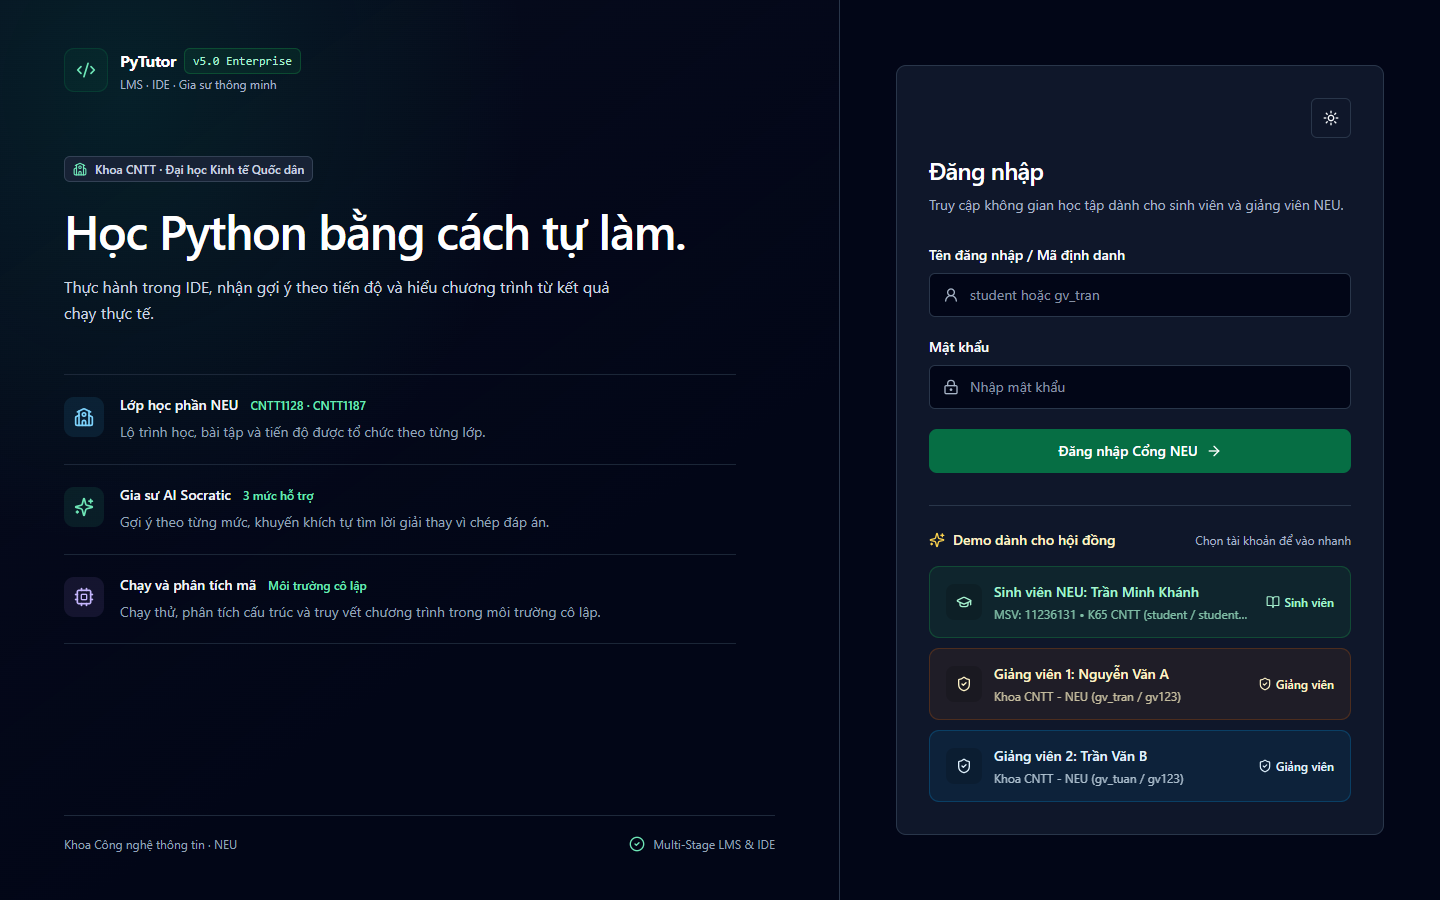 PyTutor v5.0 Enterprise
LMS · IDE · Gia sư thông minh
Khoa CNTT · Đại học Kinh tế Quốc dân
Học Python bằng cách tự làm.
Thực hành trong IDE, nhận gợi ý theo tiến độ và hiểu chương trình từ kết quả
chạy thực tế.
Lớp học phần NEU CNTT1128 · CNTT1187
Lộ trình học, bài tập và tiến độ được tổ chức theo từng lớp.
Gia sư AI Socratic 3 mức hỗ trợ
Gợi ý theo từng mức, khuyến khích tự tìm lời giải thay vì chép đáp án.
Chạy và phân tích mã Môi trường cô lập
Chạy thử, phân tích cấu trúc và truy vết chương trình trong môi trường cô lập.
Khoa Công nghệ thông tin · NEU
Multi-Stage LMS & IDE
Đăng nhập
Truy cập không gian học tập dành cho sinh viên và giảng viên NEU.
Tên đăng nhập / Mã định danh
student hoặc gv_tran
Mật khẩu
Nhập mật khẩu
Đăng nhập Cổng NEU →
Demo dành cho hội đồng
Chọn tài khoản để vào nhanh
Sinh viên NEU: Trần Minh Khánh
MSV: 11236131 • K65 CNTT (student / student...
Sinh viên
Giảng viên 1: Nguyễn Văn A
Khoa CNTT - NEU (gv_tran / gv123)
Giảng viên
Giảng viên 2: Trần Văn B
Khoa CNTT - NEU (gv_tuan / gv123)
Giảng viên